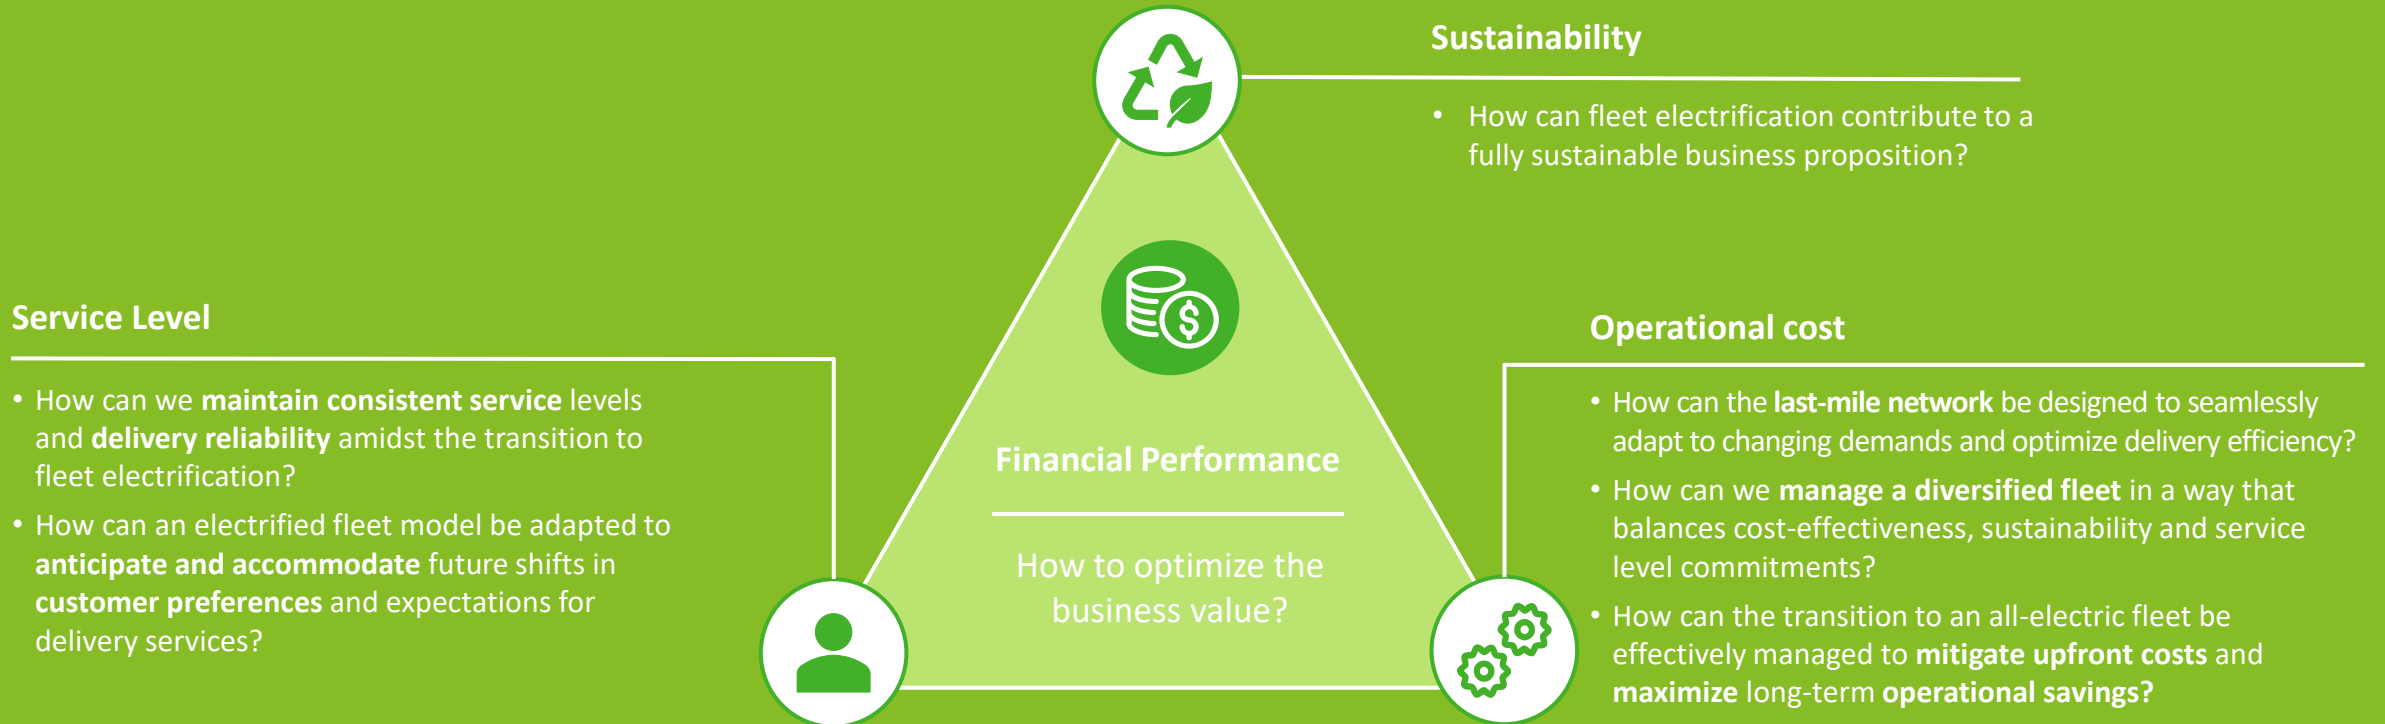 Sustainability
• How can fleet electrification contribute to a
fully sustainable business proposition?
Service Level
• How can we maintain consistent service levels
and delivery reliability amidst the transition to
fleet electrification?
• How can an electrified fleet model be adapted to
anticipate and accommodate future shifts in
customer preferences and expectations for
delivery services?
$
Financial Performance
How to optimize the
business value?
Operational cost
• How can the last-mile network be designed to seamlessly
adapt to changing demands and optimize delivery efficiency?
• How can we manage a diversified fleet in a way that
balances cost-effectiveness, sustainability and service
level commitments?
• How can the transition to an all-electric fleet be
effectively managed to mitigate upfront costs and
maximize long-term operational savings?